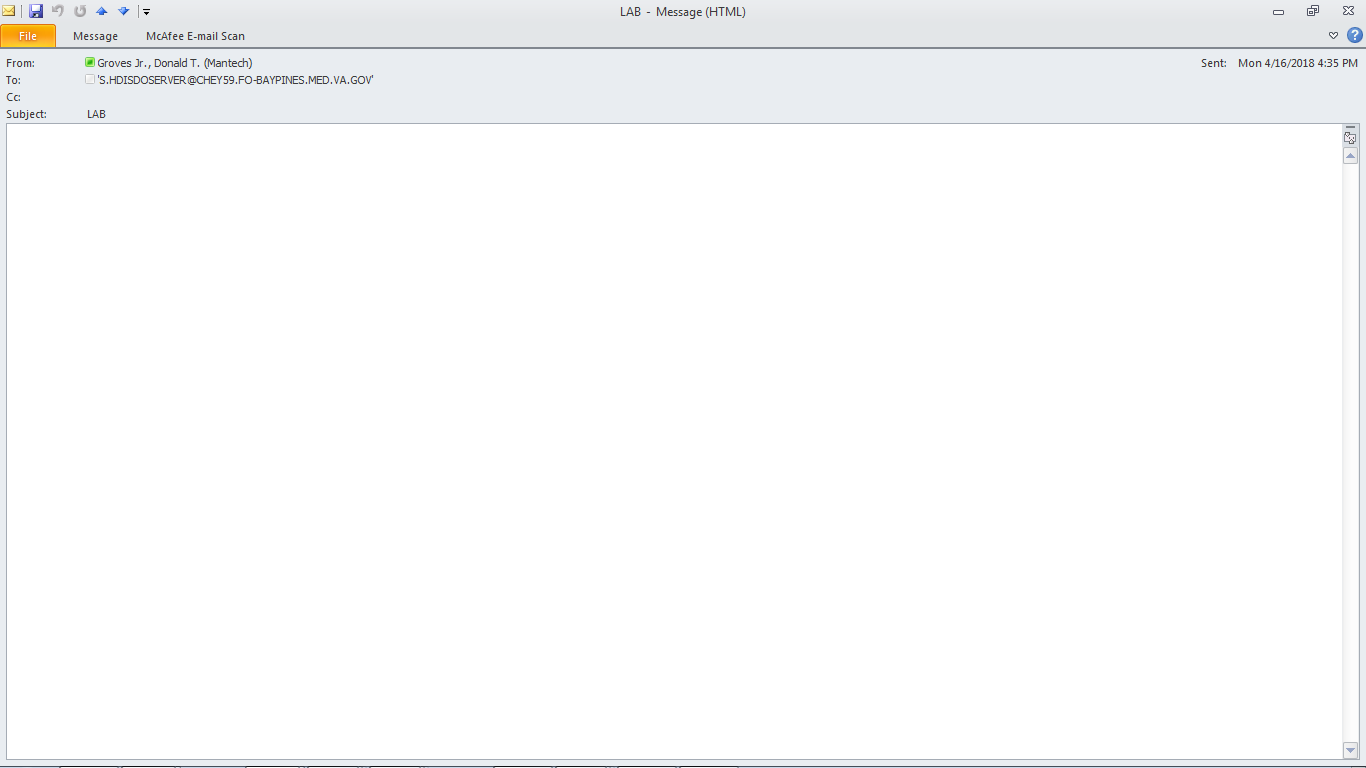 LAB - Message (HTML)
File Message McAfee E-mail Scan
From: Groves Jr., Donald T. (Mantech) Sent: Mon 4/16/2018 4:35 PM
To: 'S.HDISDOSERVER@CHEY59.FO-BAYPINES.MED.VA.GOV'
Cc:
Subject: LAB